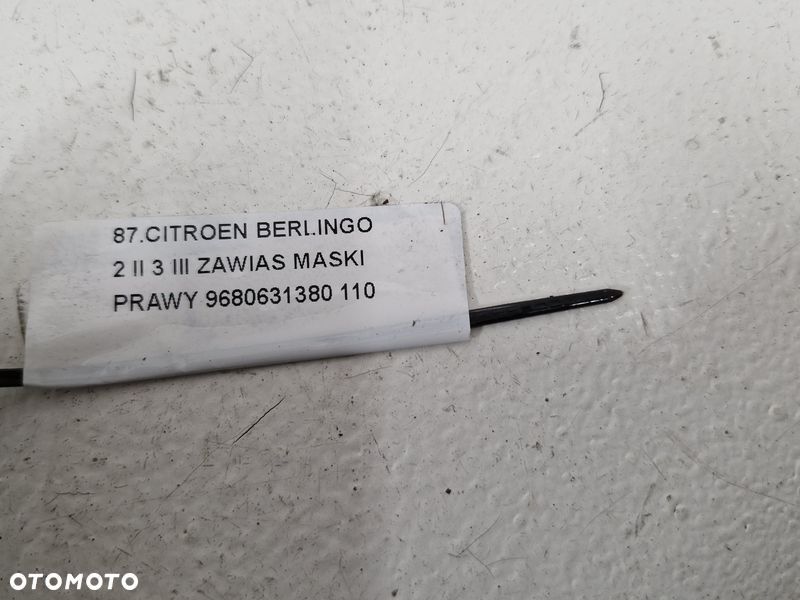 87.CITROEN BERLINGO
2 II 3 III ZAWIAS MASKI
PRAWY 9680631380 110
OTOMOTO